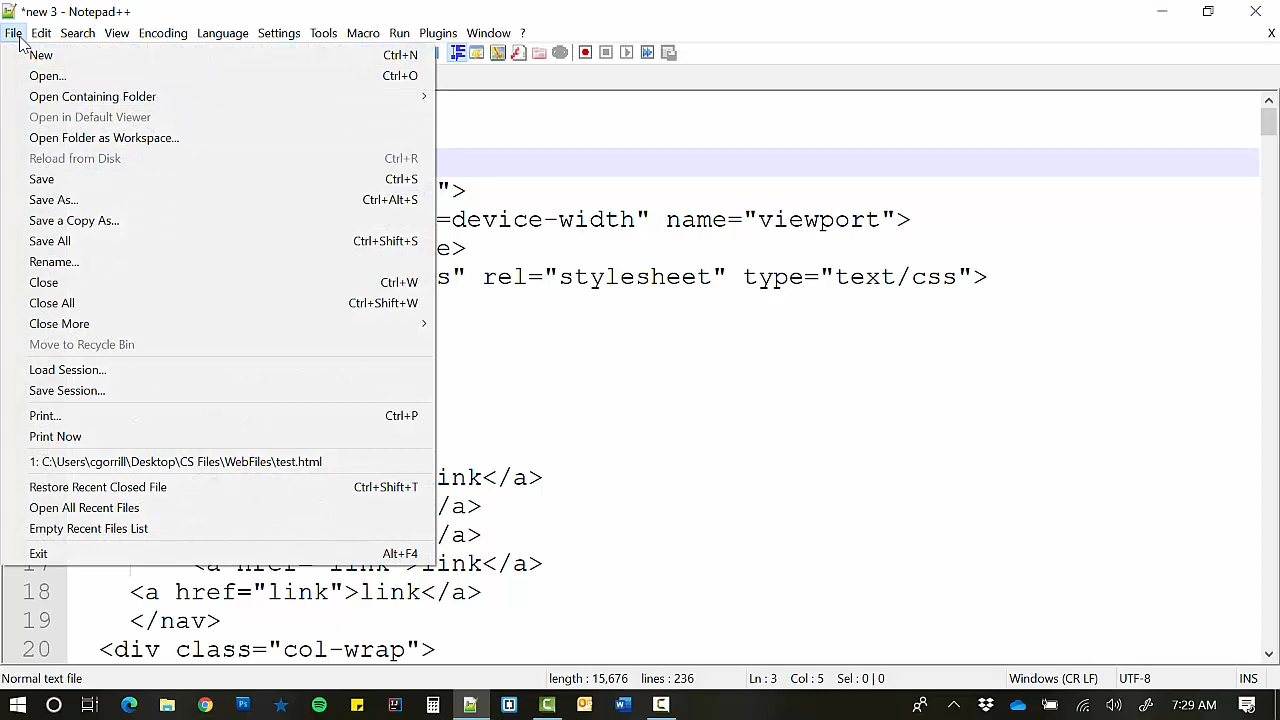 *new 3 - Notepad++
File Edit Search View Encoding Language Settings Tools Macro Run Plugins Window ? X
New Ctrl+N
Open... Ctrl+O
Open Containing Folder
Open in Default Viewer
Open Folder as Workspace...
Reload from Disk Ctrl+R
Save Ctrl+S
">
Save As... Ctrl+Alt+S
Save a Copy As...
=device-width" name="viewport">
Save All Ctrl+Shift+S
e>
Rename...
s" rel="stylesheet" type="text/css">
Close Ctrl+W
Close All Ctrl+Shift+W
Close More
Move to Recycle Bin
Load Session...
Save Session...
Print... Ctrl+P
Print Now
1: C:\Users\cgorrill\Desktop\CS Files\WebFiles\test.html
ink</a>
Restore Recent Closed File Ctrl+Shift+T
Open All Recent Files
/a>
Empty Recent Files List
/a>
Exit Alt+F4
17 <a href="link">link</a>
18 <a href="link">link</a>
19 </nav>
20 <div class="col-wrap">
Normal text file length : 15,676 lines : 236 Ln : 3 Col : 5 Sel : 0 | 0 Windows (CR LF) UTF-8 INS
7:29 AM